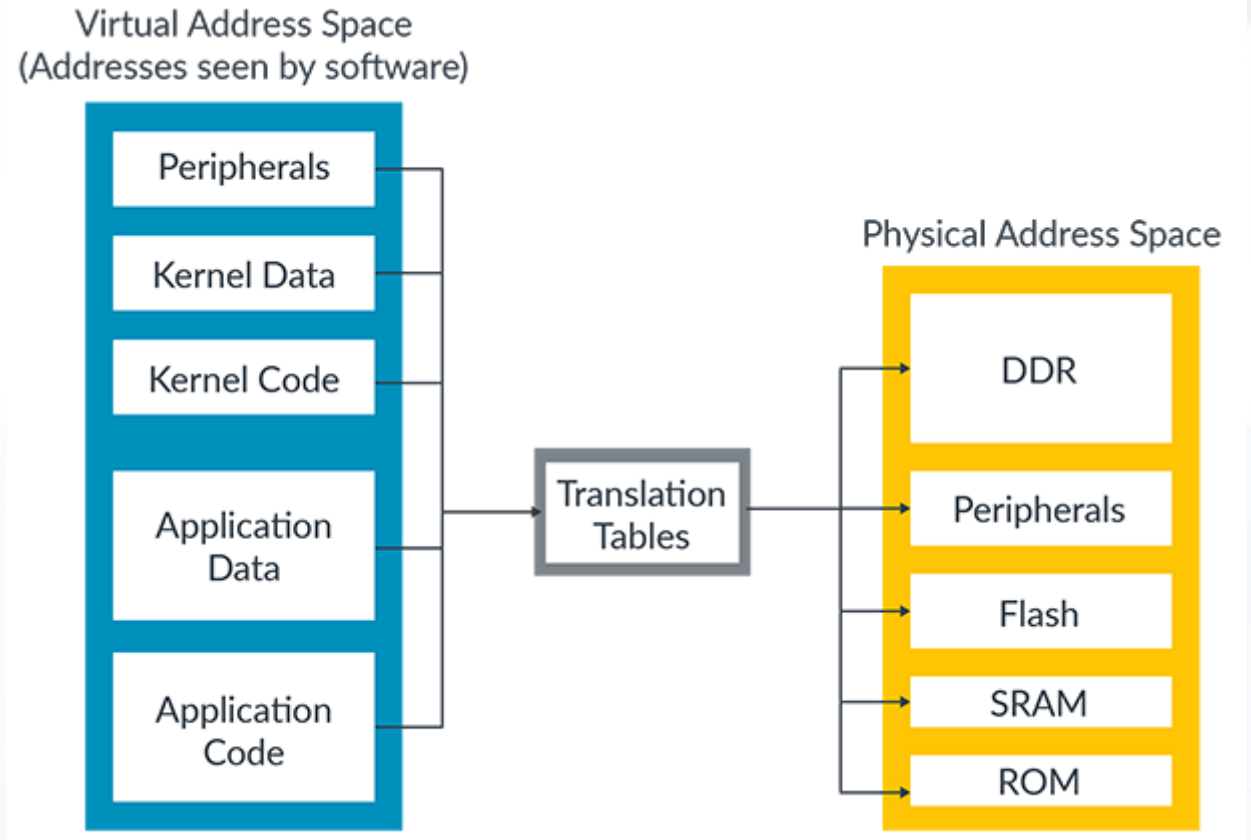 Virtual Address Space
(Addresses seen by software)
Peripherals
Kernel Data
Kernel Code
Application
Data
Application
Code
Translation
Tables
Physical Address Space
DDR
Peripherals
Flash
SRAM
ROM